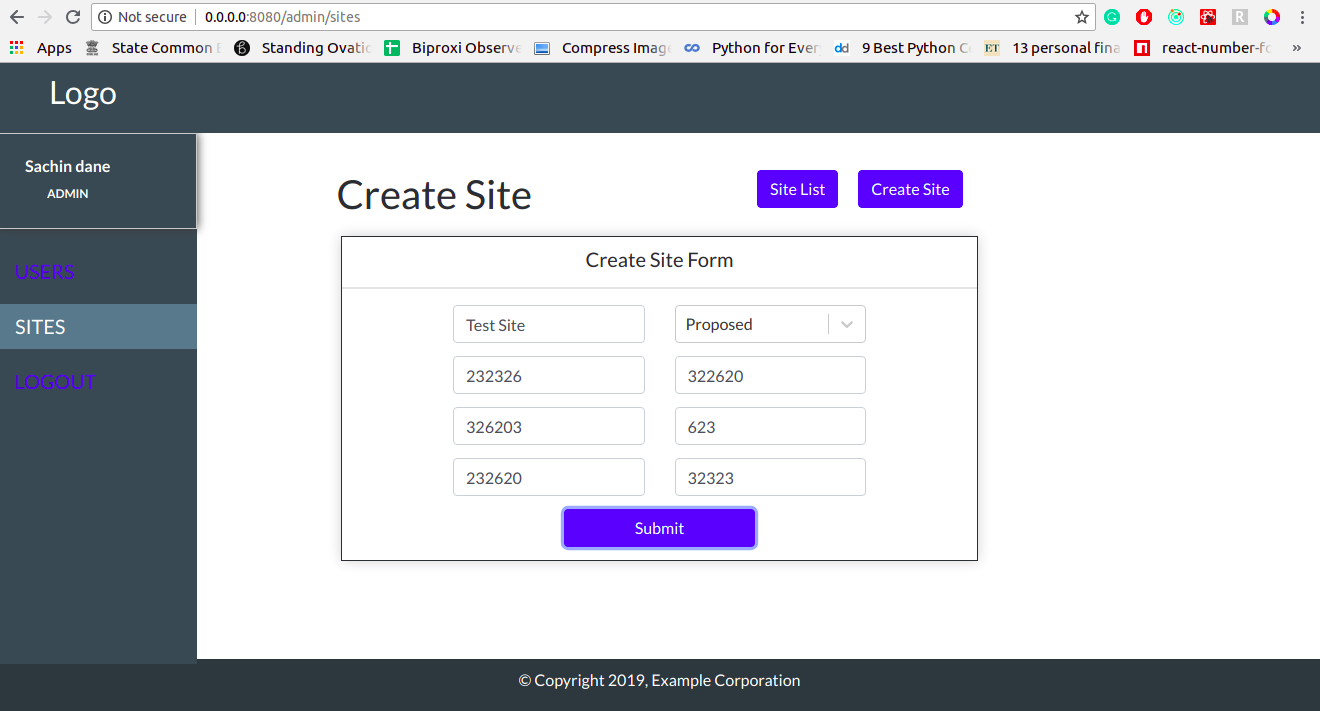 Not secure | 0.0.0.0:8080/admin/sites
Apps State Common Standing Ovatic Biproxi Observe Compress Imag Python for Ever dd 9 Best Python C ET 13 personal fina react-number-fo »
Logo
Sachin dane
ADMIN
USERS
SITES
LOGOUT
Create Site
Site List
Create Site
Create Site Form
Test Site
Proposed
232326
322620
326203
623
232620
32323
Submit
© Copyright 2019, Example Corporation